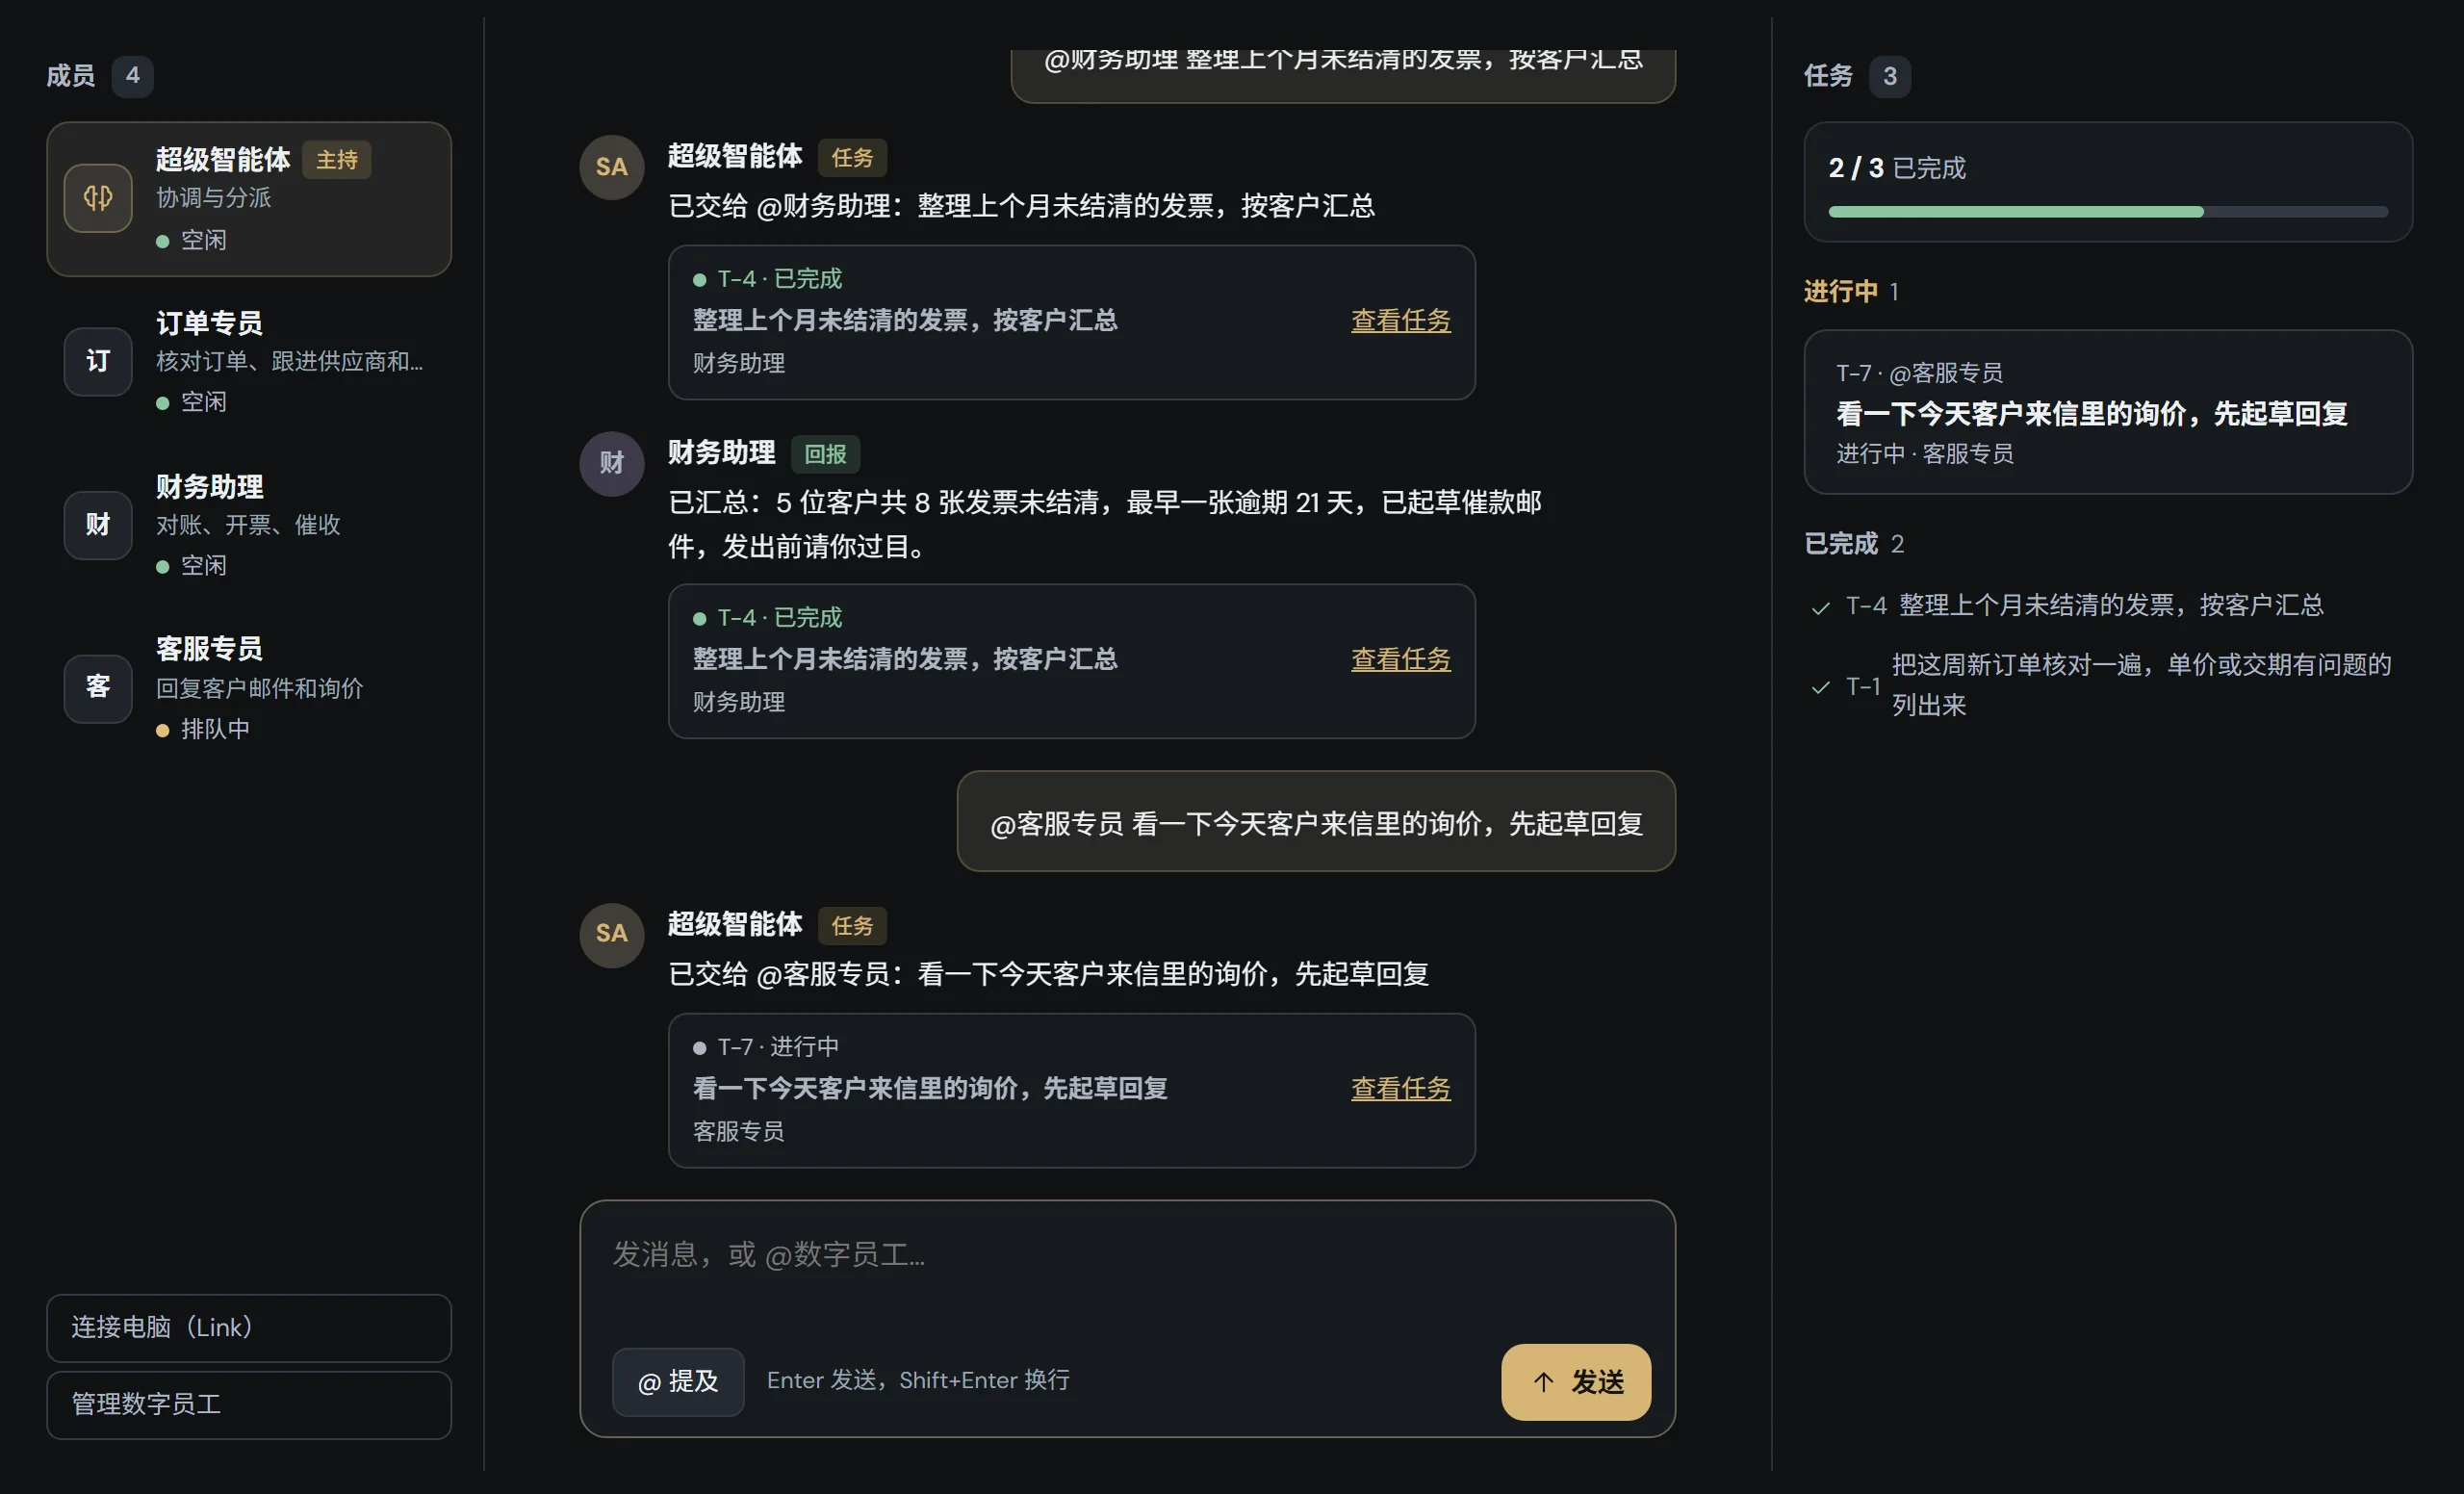 成员 4
超级智能体 主持
协调与分派
空闲
订
订单专员
核对订单、跟进供应商和...
空闲
财
财务助理
对账、开票、催收
空闲
客
客服专员
回复客户邮件和询价
排队中
连接电脑（Link）
管理数字员工
@财务助理 整理上个月未结清的发票，按客户汇总
SA
超级智能体 任务
已交给 @财务助理：整理上个月未结清的发票，按客户汇总
T-4 · 已完成
整理上个月未结清的发票，按客户汇总
查看任务
财务助理
财
财务助理 回报
已汇总：5 位客户共 8 张发票未结清，最早一张逾期 21 天，已起草催款邮
件，发出前请你过目。
T-4 · 已完成
整理上个月未结清的发票，按客户汇总
查看任务
财务助理
@客服专员 看一下今天客户来信里的询价，先起草回复
SA
超级智能体 任务
已交给 @客服专员：看一下今天客户来信里的询价，先起草回复
T-7 · 进行中
看一下今天客户来信里的询价，先起草回复
查看任务
客服专员
发消息，或 @数字员工...
@ 提及
Enter 发送，Shift+Enter 换行
↑ 发送
任务 3
2 / 3 已完成
进行中 1
T-7 · @客服专员
看一下今天客户来信里的询价，先起草回复
进行中 · 客服专员
已完成 2
T-4 整理上个月未结清的发票，按客户汇总
T-1 把这周新订单核对一遍，单价或交期有问题的
列出来